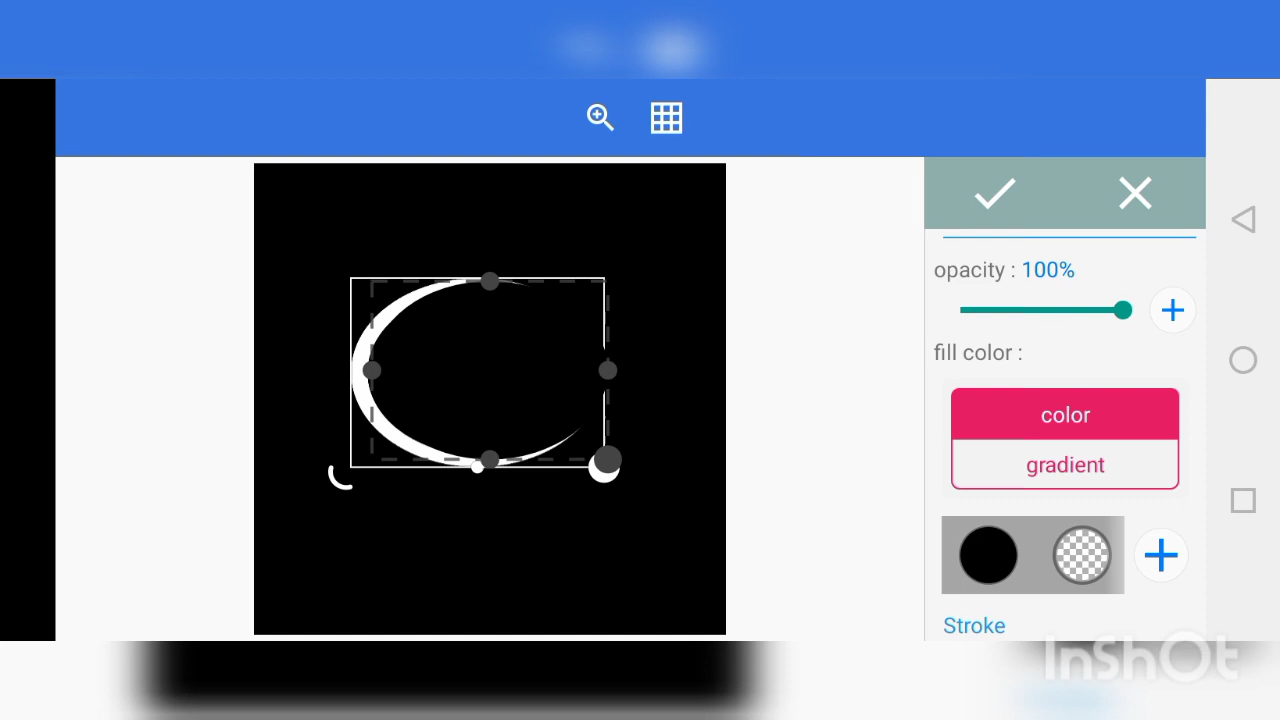 opacity : 100%
fill color :
color
gradient
Stroke
InShOt